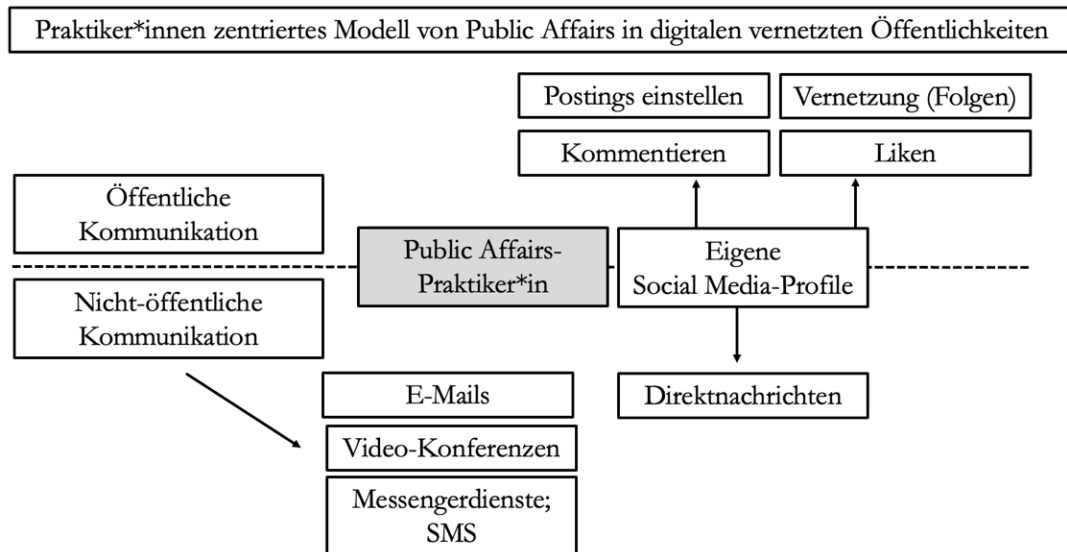 Praktiker*innen zentriertes Modell von Public Affairs in digitalen vernetzten Öffentlichkeiten
Postings einstellen
Vernetzung (Folgen)
Kommentieren
Liken
Öffentliche
Kommunikation
Public Affairs-
Praktiker*in
Eigene
Social Media-Profile
Nicht-öffentliche
Kommunikation
E-Mails
Direktnachrichten
Video-Konferenzen
Messengerdienste;
SMS